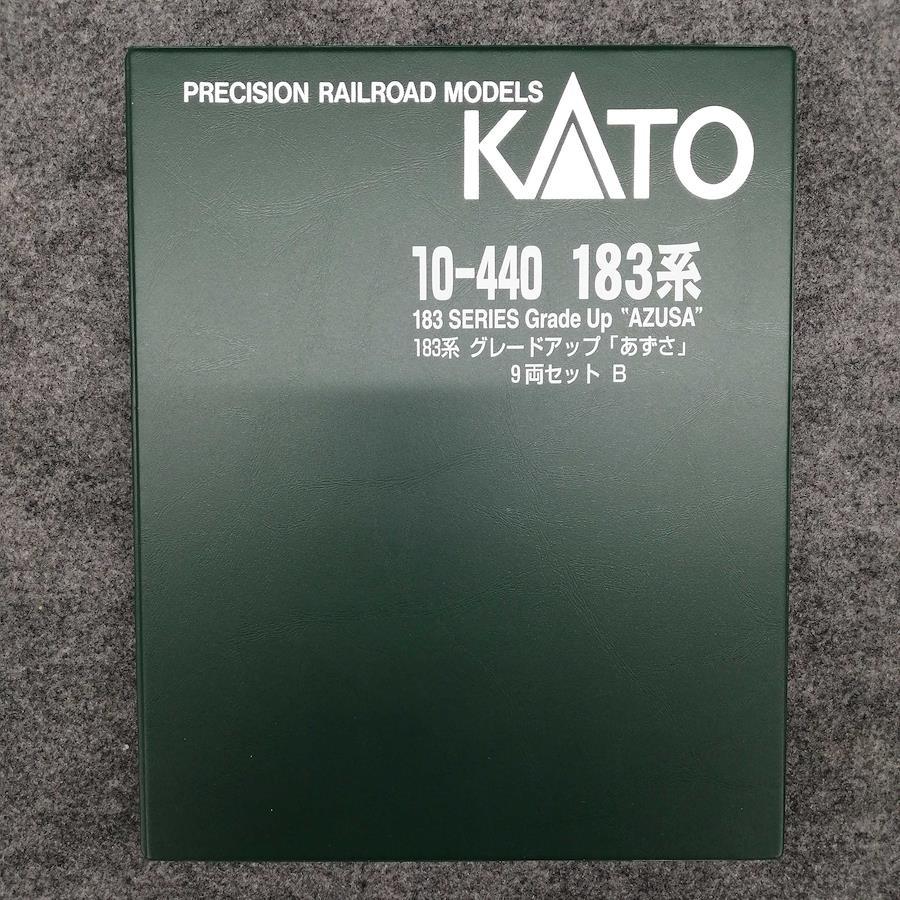 PRECISION RAILROAD MODELS
KATO
10-440 183系
183 SERIES Grade Up "AZUSA"
183系 グレードアップ「あずさ」
9両セット B